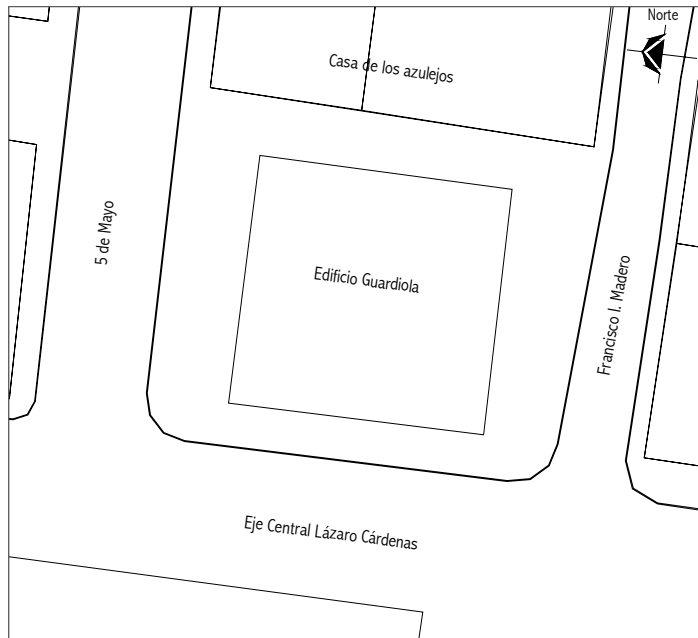 Norte
Casa de los azulejos
5 de Mayo
Edificio Guardiola
Francisco I. Madero
Eje Central Lázaro Cárdenas